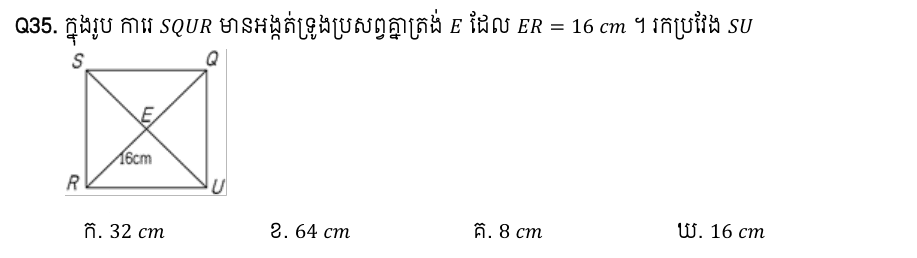 Q35. ក្នុងរូប ការេ SQUR មានអង្កត់ទ្រូងប្រសព្វគ្នាត្រង់ E ដែល ER = 16 cm ។ រកប្រវែង SU
S Q
E
16cm
R U
ក. 32 cm ខ. 64 cm គ. 8 cm ឃ. 16 cm